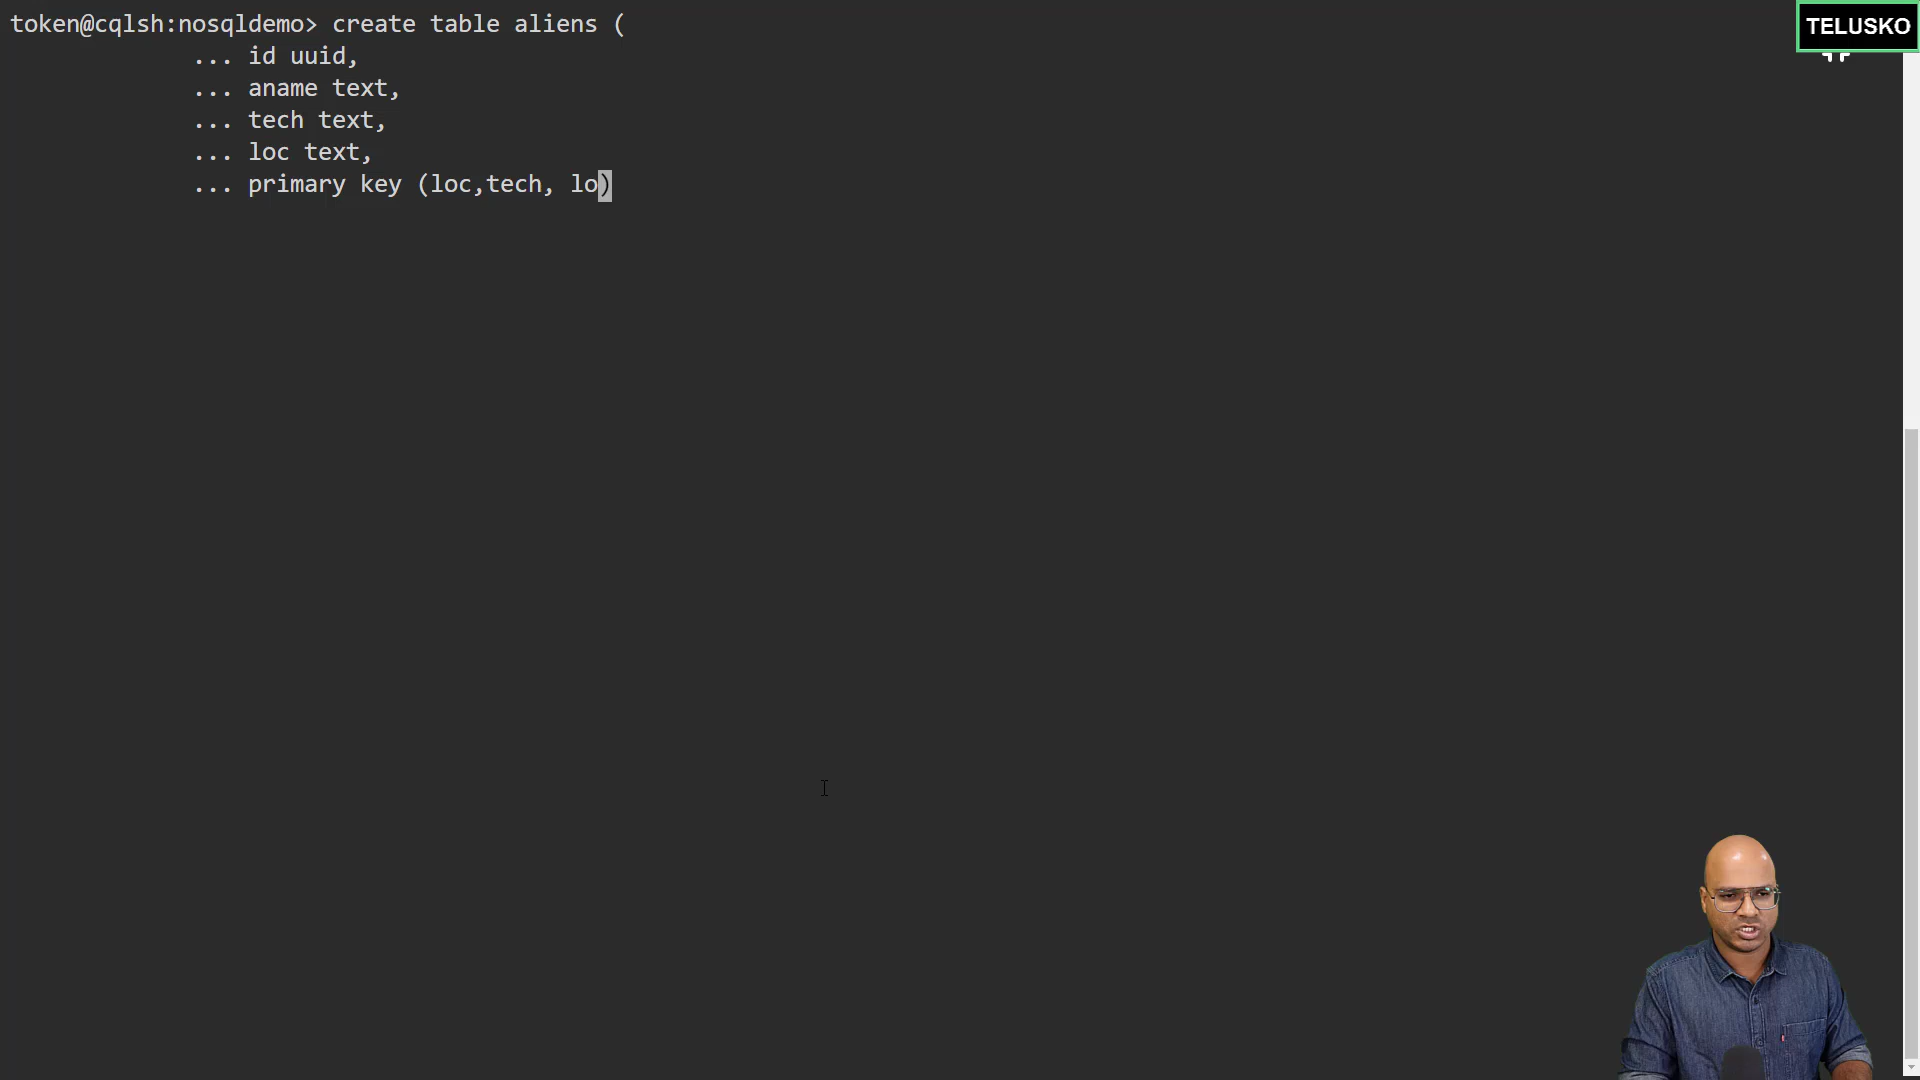 token@cqlsh:nosqldemo> create table aliens (
... id uuid,
... aname text,
... tech text,
... loc text,
... primary key (loc,tech, lo)
TELUSKO